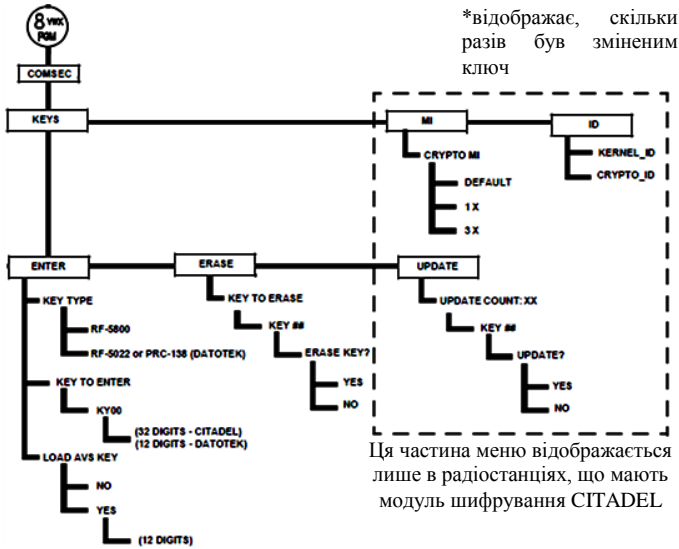 *відображає, скільки
разів був зміненим
ключ
8 VWX
PGM
COMSEC
KEYS
MI
ID
CRYPTO MI
DEFAULT
1 X
3 X
KERNEL_ID
CRYPTO_ID
ENTER
ERASE
UPDATE
KEY TYPE
RF-5800
RF-5022 or PRC-138 (DATOTEK)
KEY TO ENTER
KY00
(32 DIGITS - CITADEL)
(12 DIGITS - DATOTEK)
LOAD AVS KEY
NO
YES
(12 DIGITS)
KEY TO ERASE
KEY ##
ERASE KEY?
YES
NO
UPDATE COUNT: XX
KEY ##
UPDATE?
YES
NO
Ця частина меню відображається
лише в радіостанціях, що мають
модуль шифрування CITADEL